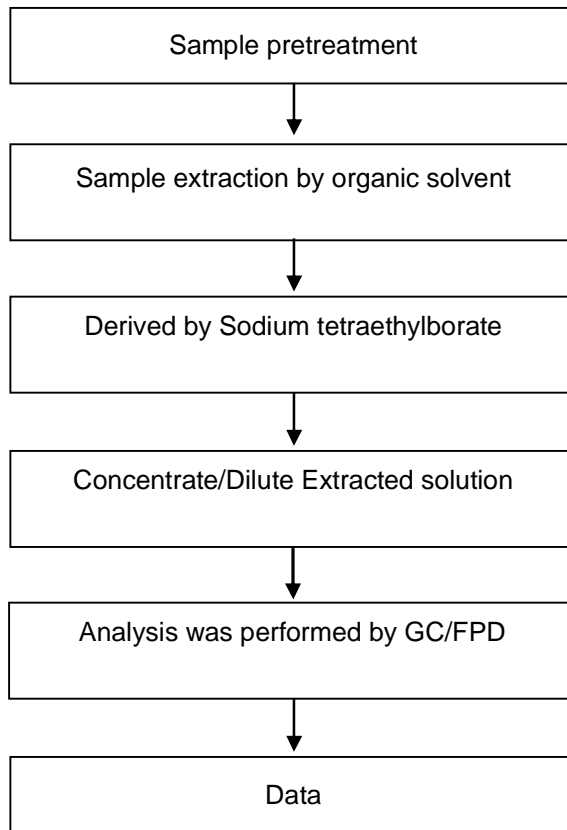 Sample pretreatment
Sample extraction by organic solvent
Derived by Sodium tetraethylborate
Concentrate/Dilute Extracted solution
Analysis was performed by GC/FPD
Data